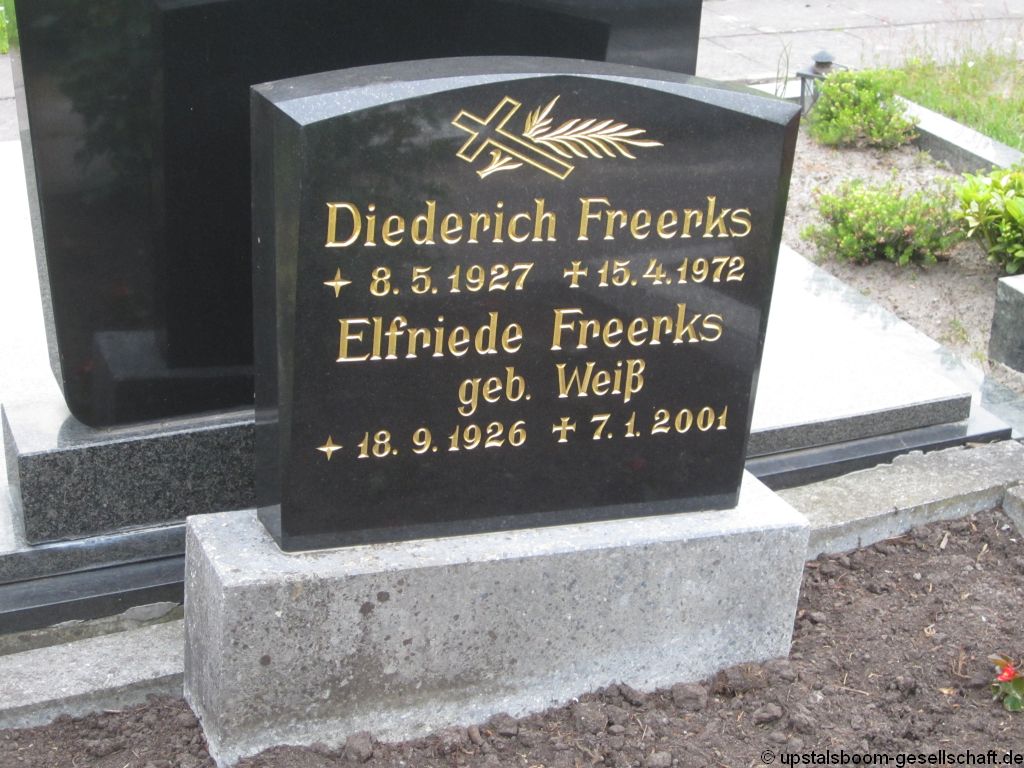 Diederich Freerks
✦ 8. 5. 1927 ✝ 15. 4. 1972
Elfriede Freerks
geb. Weiß
✦ 18. 9. 1926 ✝ 7. 1. 2001
© upstalsboom-gesellschaft.de